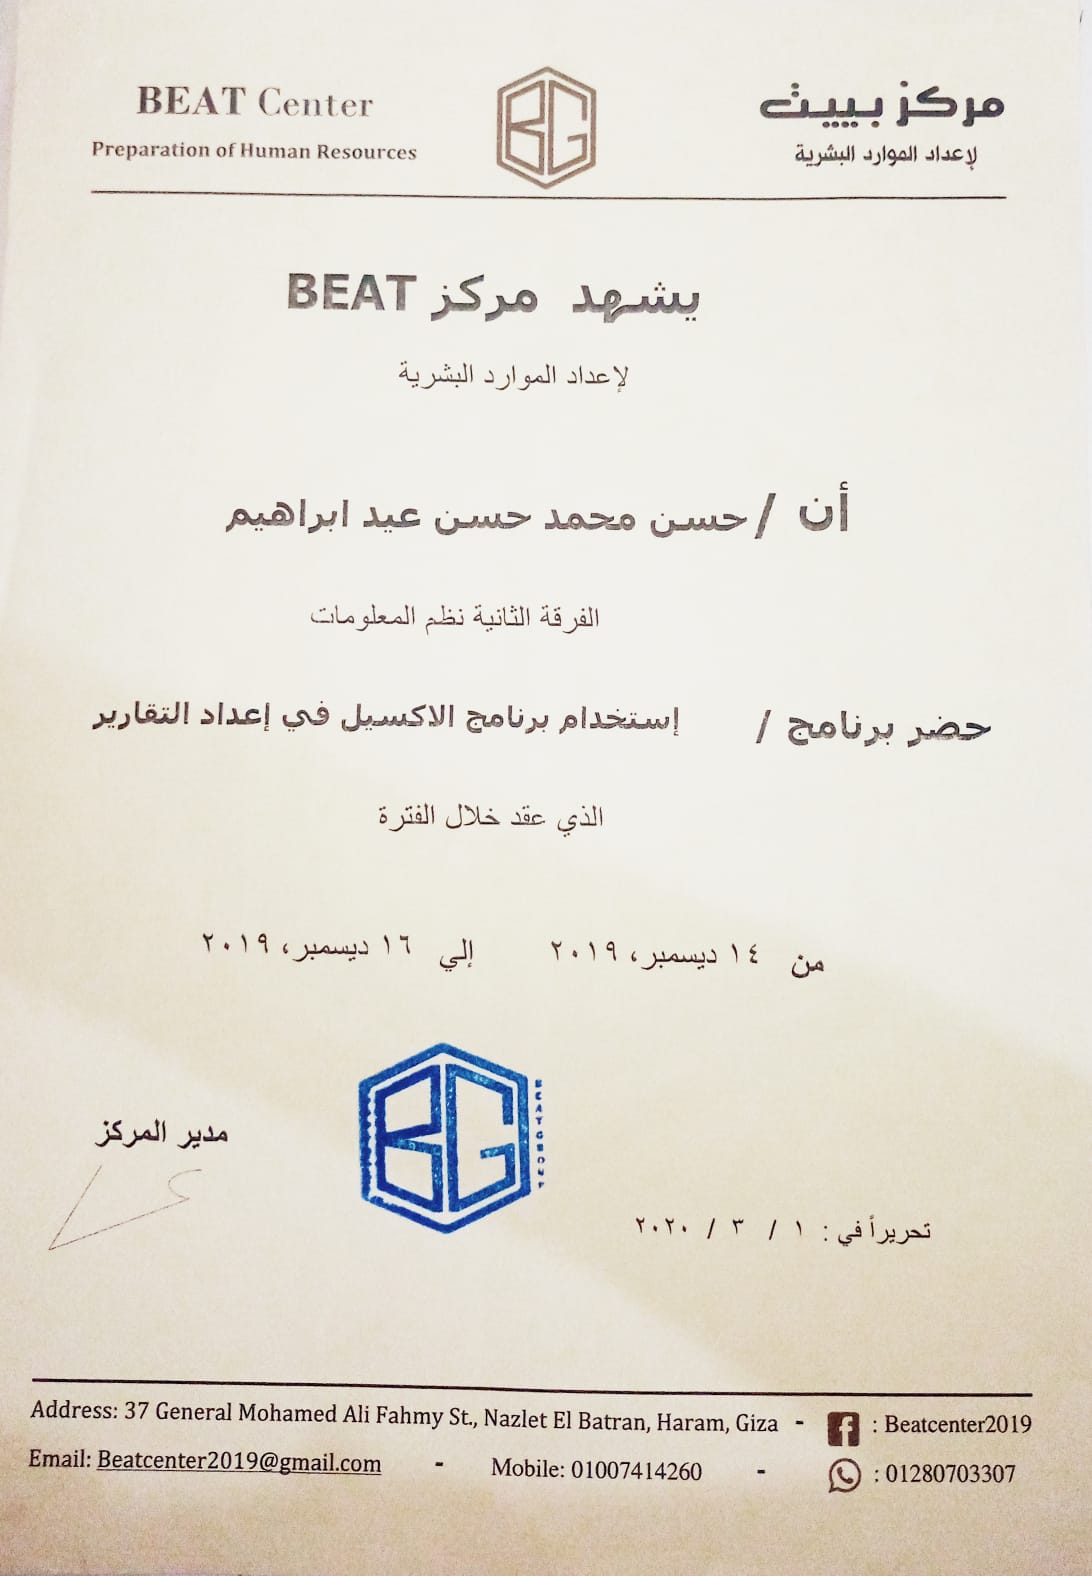 BEAT Center
Preparation of Human Resources
BG
مركز بييت
لإعداد الموارد البشرية
يشهد مركز BEAT
لإعداد الموارد البشرية
أن / حسن محمد حسن عيد ابراهيم
الفرقة الثانية نظم المعلومات
حضر برنامج / إستخدام برنامج الاكسيل في إعداد التقارير
الذي عقد خلال الفترة
من ١٤ ديسمبر، ٢٠١٩ إلي ١٦ ديسمبر، ٢٠١٩
مدير المركز
BG
تحريراً في : ١ / ٣ / ٢٠٢٠
Address: 37 General Mohamed Ali Fahmy St., Nazlet El Batran, Haram, Giza - : Beatcenter2019
Email: Beatcenter2019@gmail.com - Mobile: 01007414260 - : 01280703307